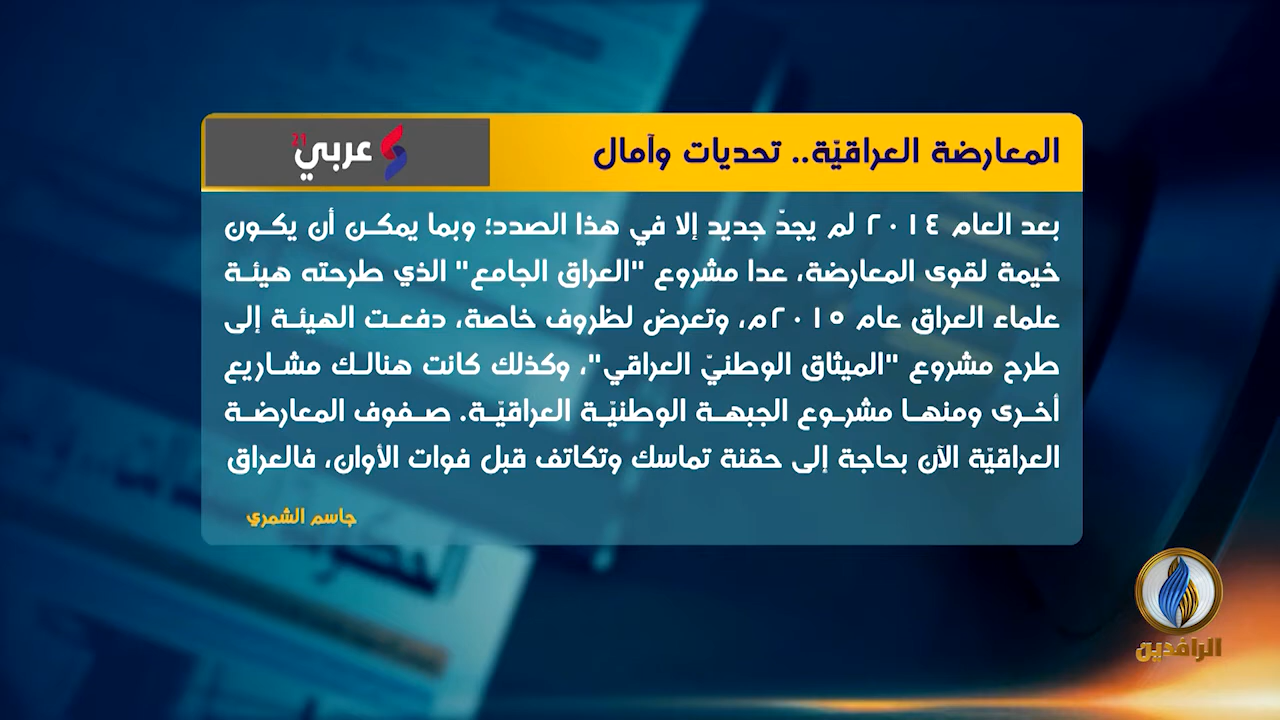 المعارضة العراقيّة.. تحديات وآمال
عربي 21
بعد العام ٢٠١٤ لم يجدّ جديد إلا في هذا الصدد؛ وبما يمكن أن يكون
خيمة لقوى المعارضة، عدا مشروع "العراق الجامع" الذي طرحته هيئة
علماء العراق عام ٢٠١٥م، وتعرض لظروف خاصة، دفعت الهيئة إلى
طرح مشروع "الميثاق الوطنيّ العراقي"، وكذلك كانت هنالك مشاريع
أخرى ومنها مشروع الجبهة الوطنيّة العراقيّة. صفوف المعارضة
العراقيّة الآن بحاجة إلى حقنة تماسك وتكاتف قبل فوات الأوان، فالعراق
جاسم الشمري
الرافدين